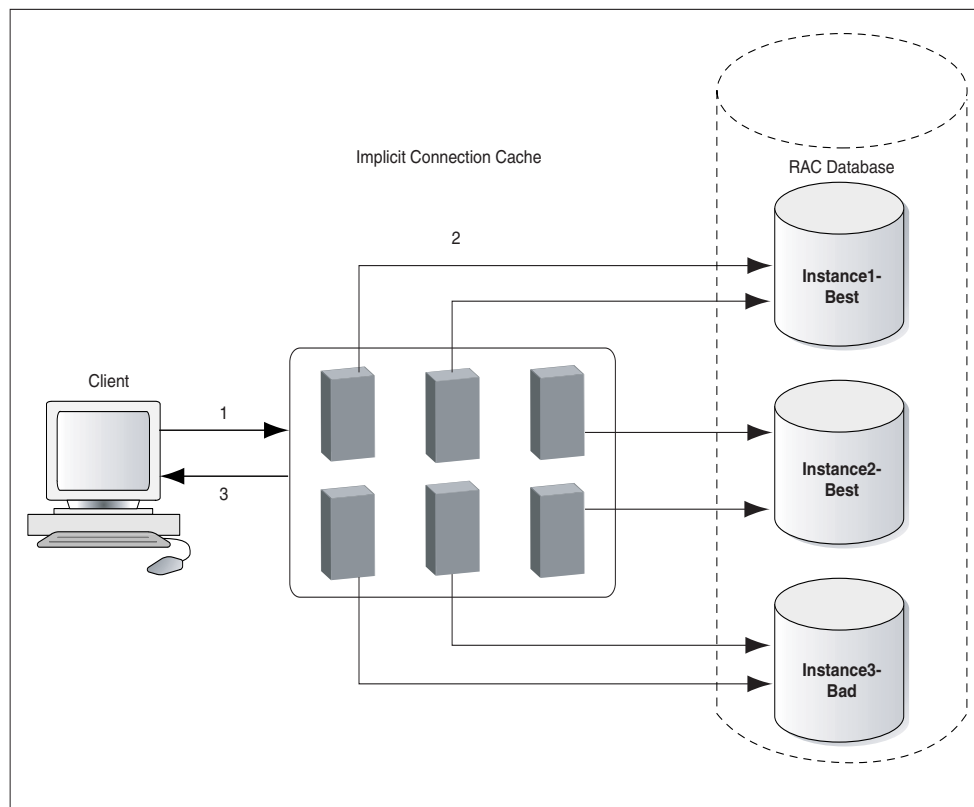 Implicit Connection Cache
RAC Database
2
Instance1-
Best
Client
1
3
Instance2-
Best
Instance3-
Bad